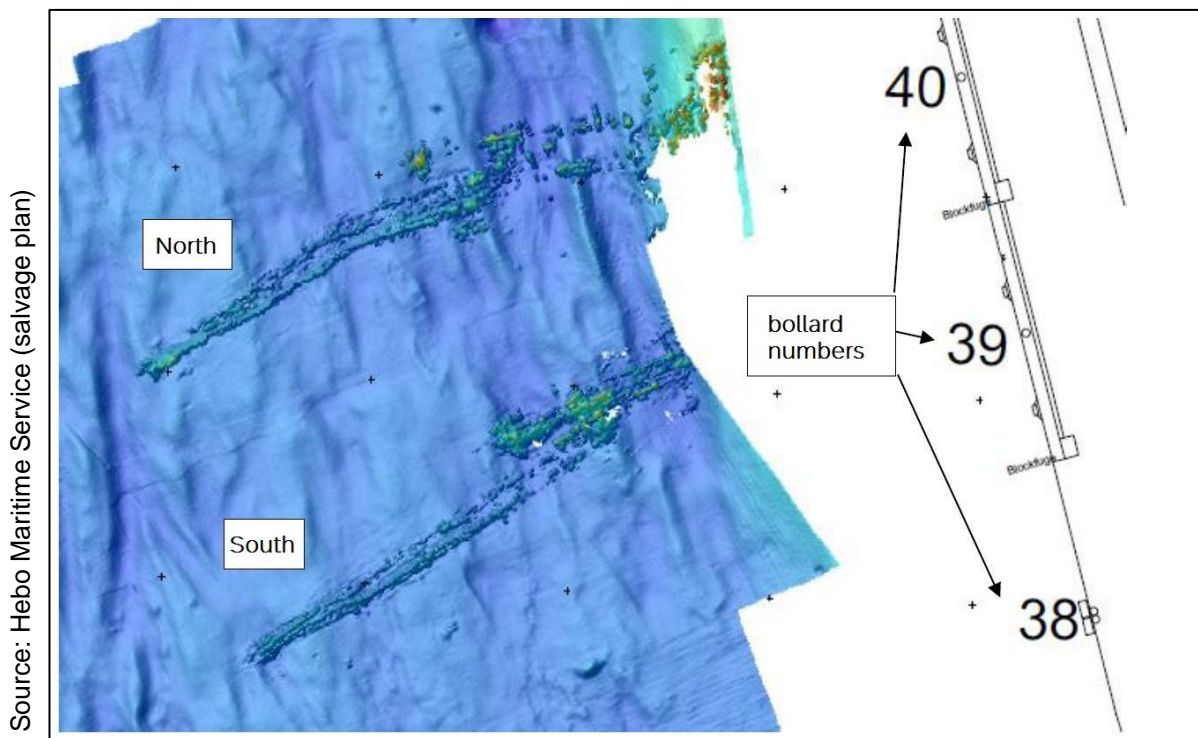 Source: Hebo Maritime Service (salvage plan)
40
Blockfuge
North
bollard
numbers
39
Blockfuge
South
38